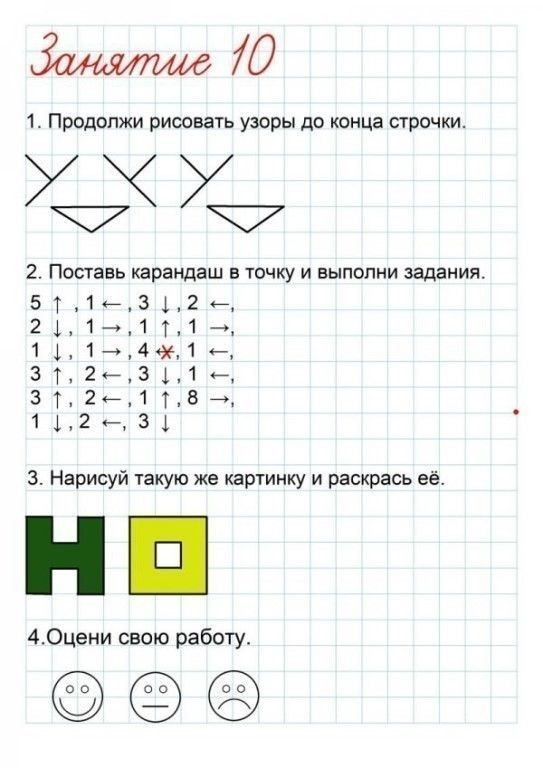 Занятие 10
1. Продолжи рисовать узоры до конца строчки.
2. Поставь карандаш в точку и выполни задания.
5 ↑ , 1 ← , 3 ↓ , 2 ←,
2 ↓ , 1 → , 1 ↑ , 1 →,
1 ↓ , 1 → , 4 ←, 1 ←,
3 ↑ , 2 ← , 3 ↓ , 1 ←,
3 ↑ , 2 ← , 1 ↑ , 8 →,
1 ↓ , 2 ←, 3 ↓
3. Нарисуй такую же картинку и раскрась её.
НО
4.Оцени свою работу.